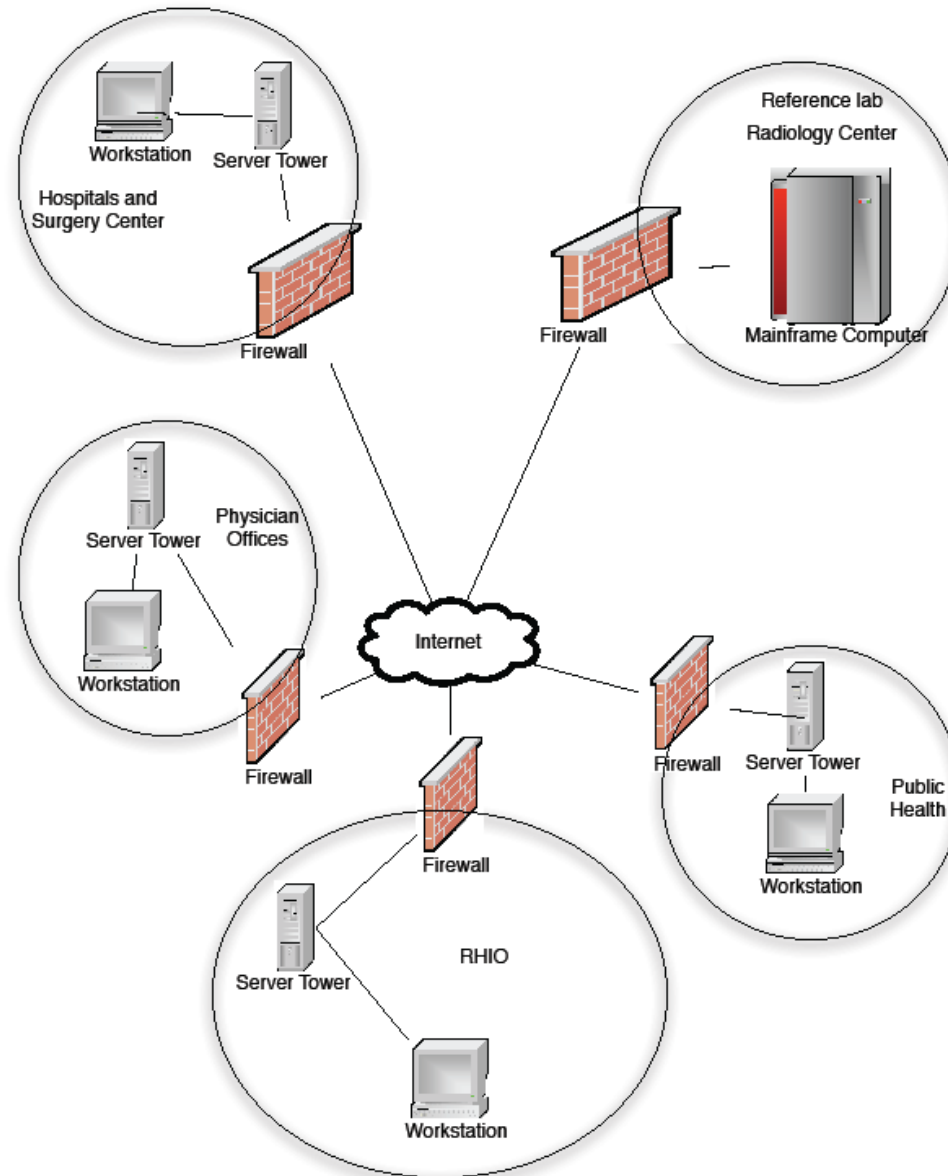 Workstation
Server Tower
Hospitals and
Surgery Center
Firewall
Reference lab
Radiology Center
Firewall
Mainframe Computer
Server Tower
Physician
Offices
Workstation
Firewall
Internet
Firewall
Server Tower
Public
Health
Workstation
Firewall
Server Tower
RHIO
Workstation